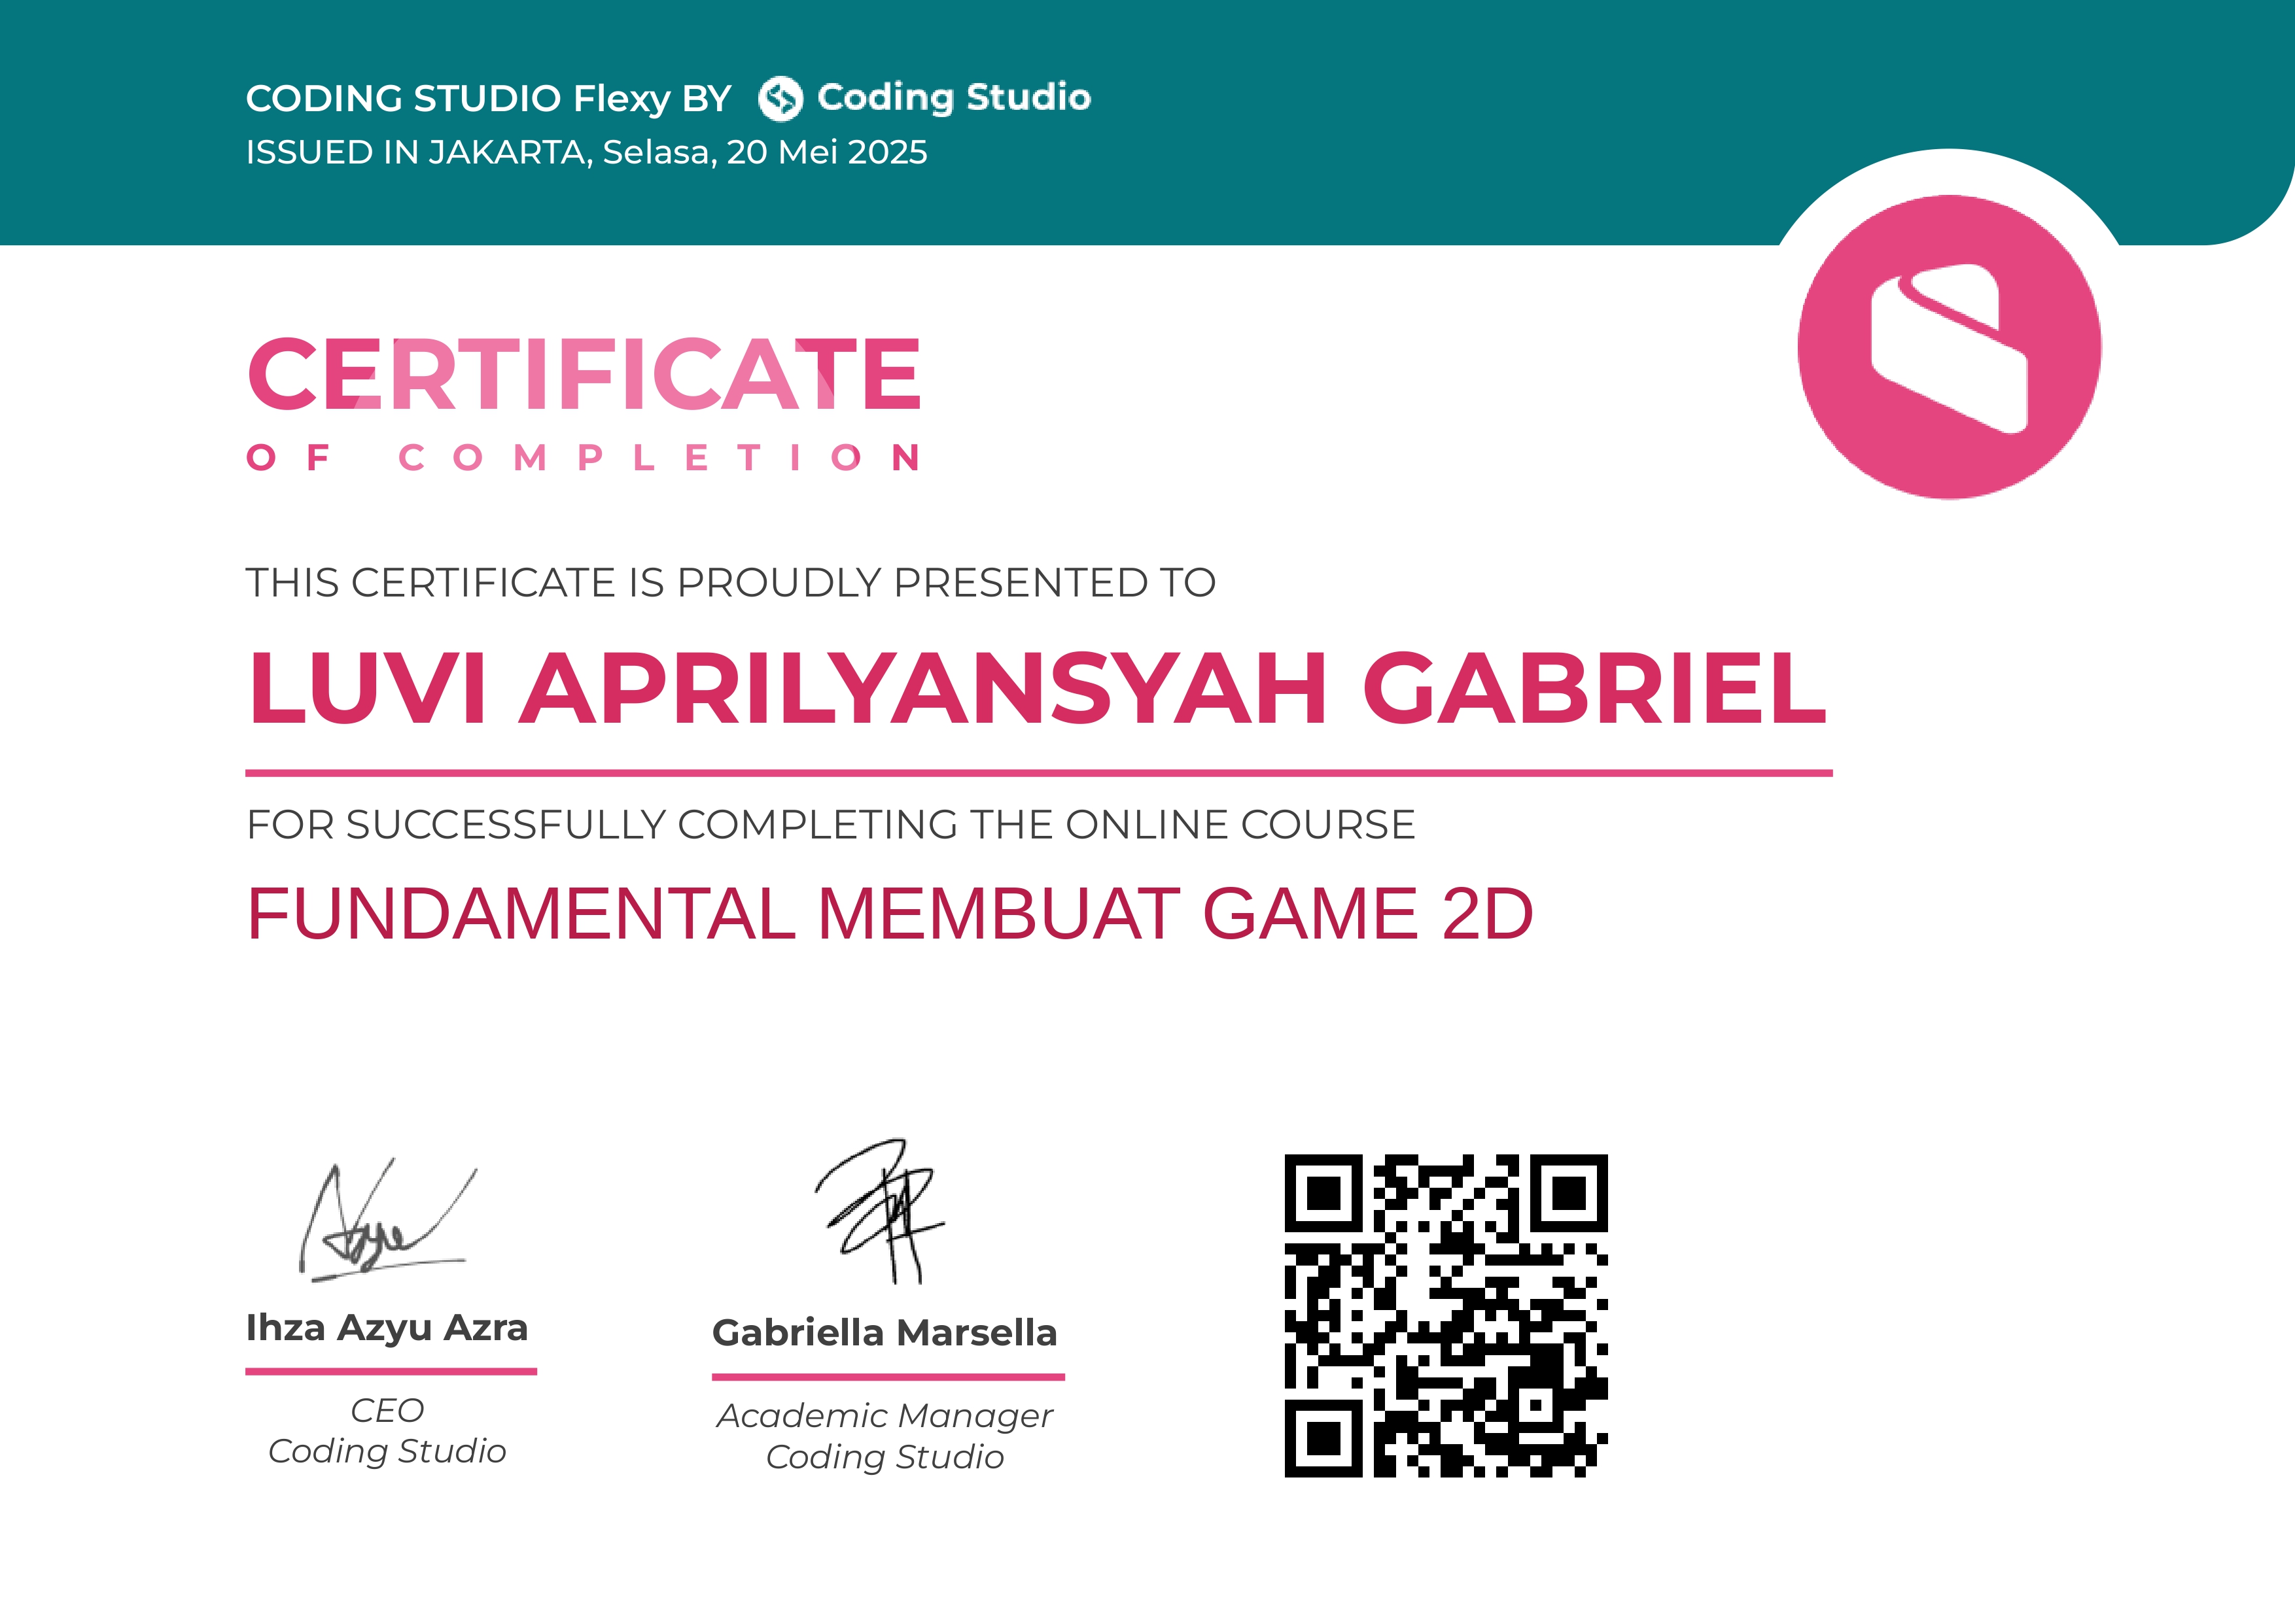 CODING STUDIO Flexy BY Coding Studio
ISSUED IN JAKARTA, Selasa, 20 Mei 2025
CERTIFICATE
OF COMPLETION
THIS CERTIFICATE IS PROUDLY PRESENTED TO
LUVI APRILYANSYAH GABRIEL
FOR SUCCESSFULLY COMPLETING THE ONLINE COURSE
FUNDAMENTAL MEMBUAT GAME 2D
Ihza Azyu Azra
CEO
Coding Studio
Gabriella Marsella
Academic Manager
Coding Studio